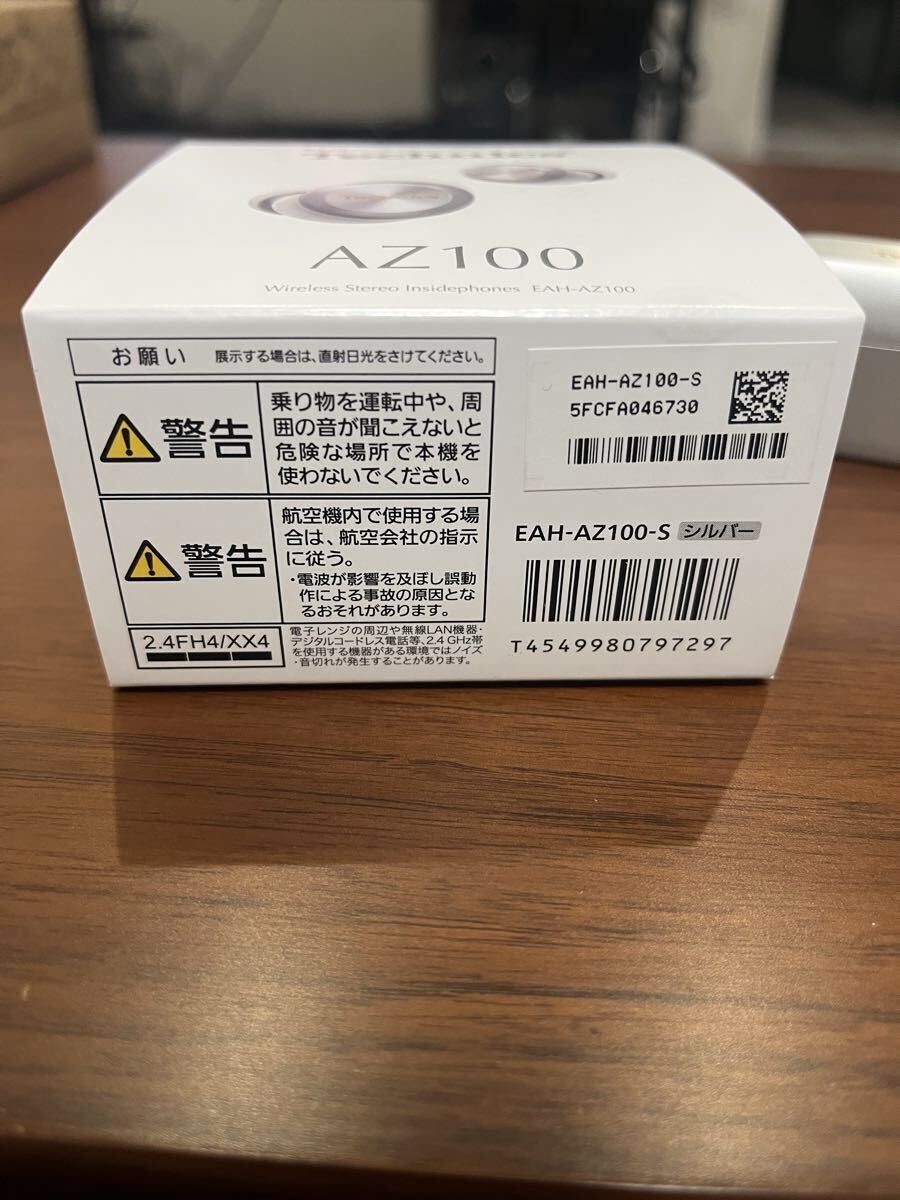 Technics
Technics
AZ100
Wireless Stereo Insidephones EAH-AZ100
お願い 展示する場合は、直射日光をさけてください。
警告
乗り物を運転中や、周
囲の音が聞こえないと
危険な場所で本機を
使わないでください。
警告
航空機内で使用する場
合は、航空会社の指示
に従う。
・電波が影響を及ぼし誤動
作による事故の原因とな
るおそれがあります。
2.4FH4/XX4
電子レンジの周辺や無線LAN機器・
デジタルコードレス電話等、2.4 GHz帯
を使用する機器がある環境ではノイズ
・音切れが発生することがあります。
EAH-AZ100-S
5FCFA046730
EAH-AZ100-S シルバー
T4549980797297